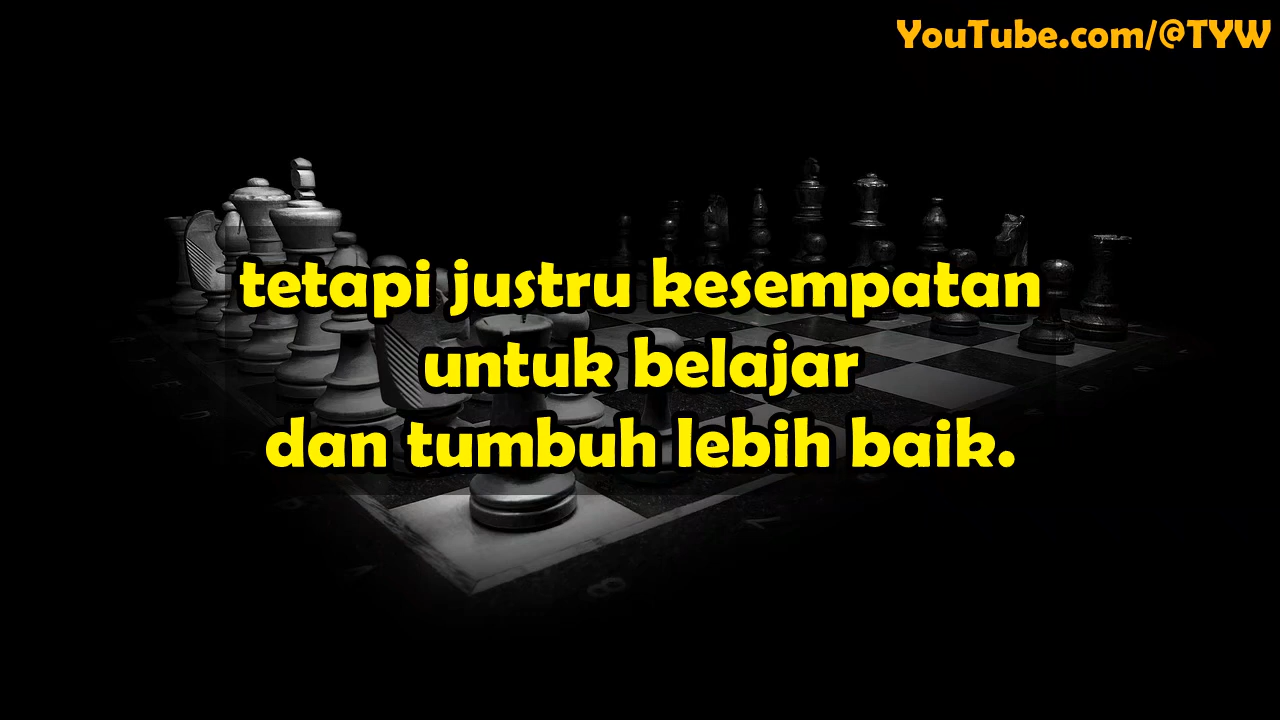 YouTube.com/@TYW
tetapi justru kesempatan
untuk belajar
dan tumbuh lebih baik.